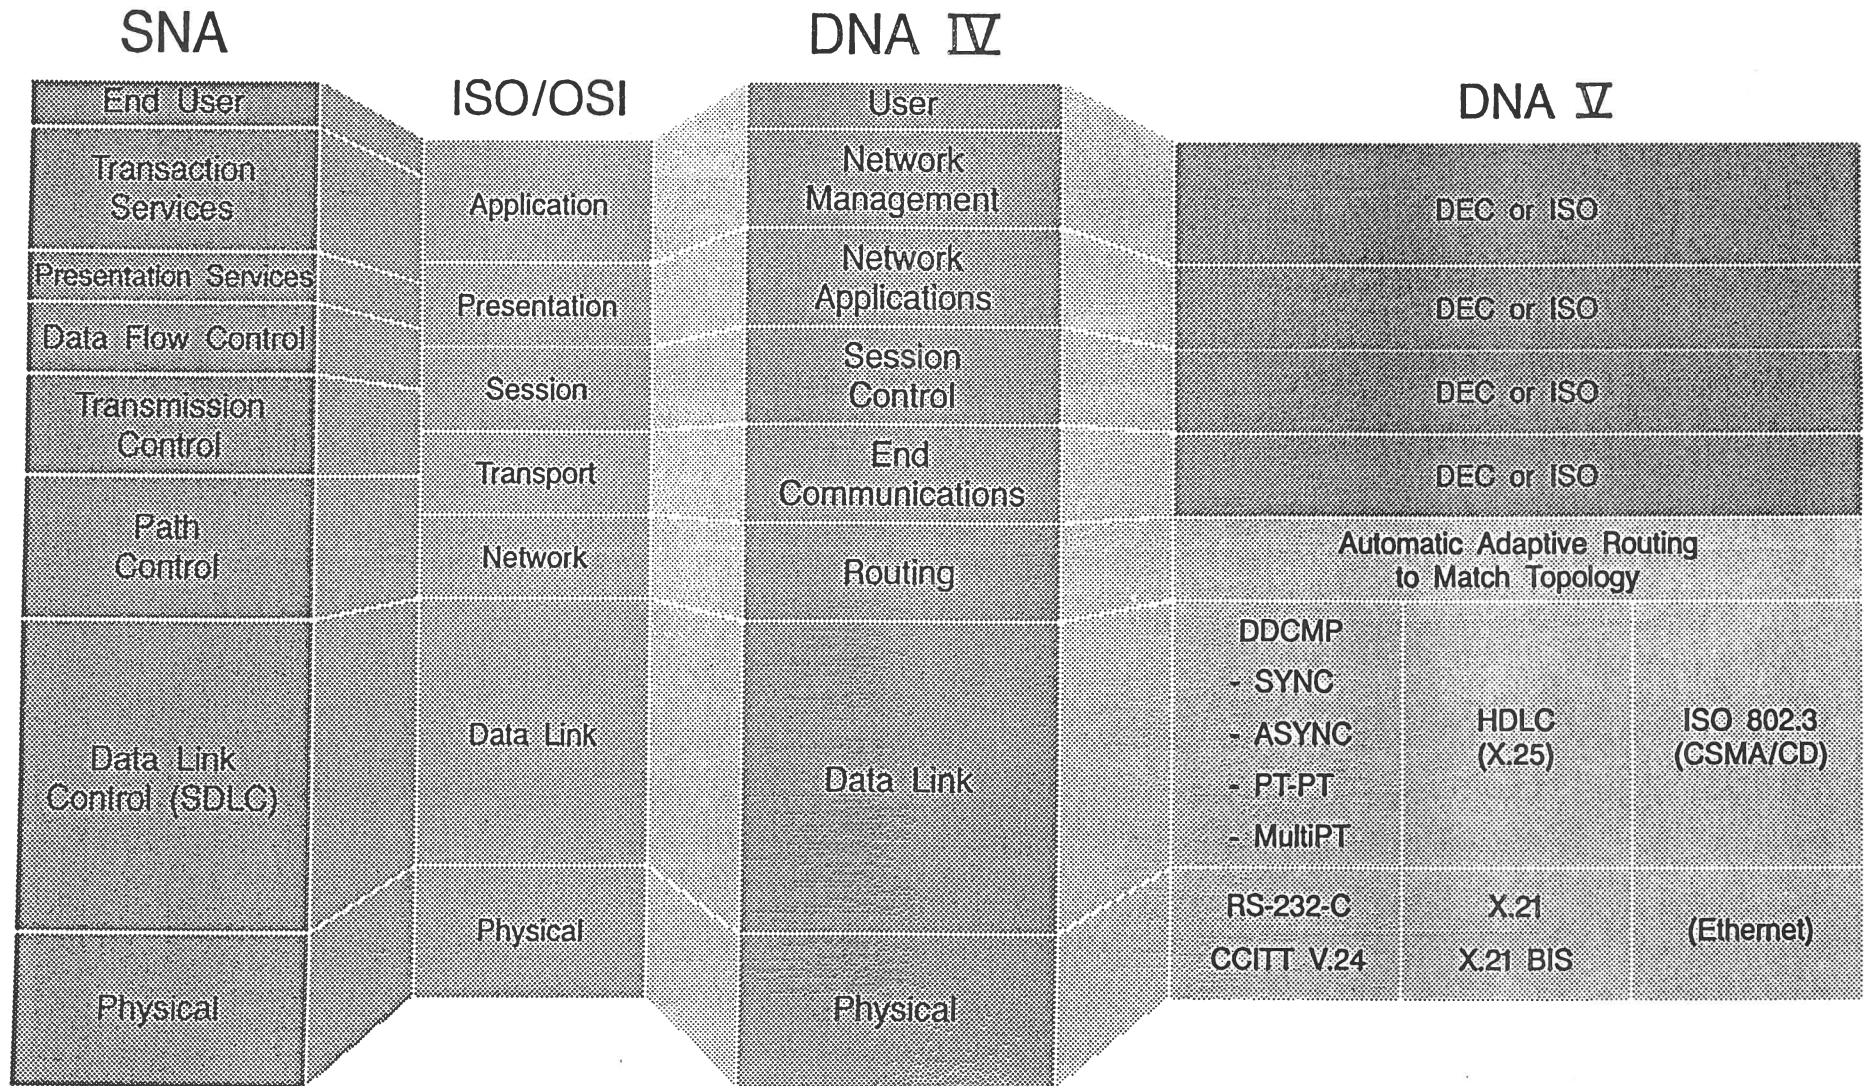 SNA
End User
Transaction
Services
Presentation Services
Data Flow Control
Transmission
Control
Path
Control
Data Link
Control (SDLC)
Physical
ISO/OSI
Application
Presentation
Session
Transport
Network
Data Link
Physical
DNA IV
User
Network
Management
Network
Applications
Session
Control
End
Communications
Routing
Data Link
Physical
DNA V
DEC or ISO
DEC or ISO
DEC or ISO
DEC or ISO
Automatic Adaptive Routing
to Match Topology
DDCMP
- SYNC
- ASYNC
- PT-PT
- MultiPT
HDLC
(X.25)
ISO 802.3
(CSMA/CD)
RS-232-C
CCITT V.24
X.21
X.21 BIS
(Ethernet)